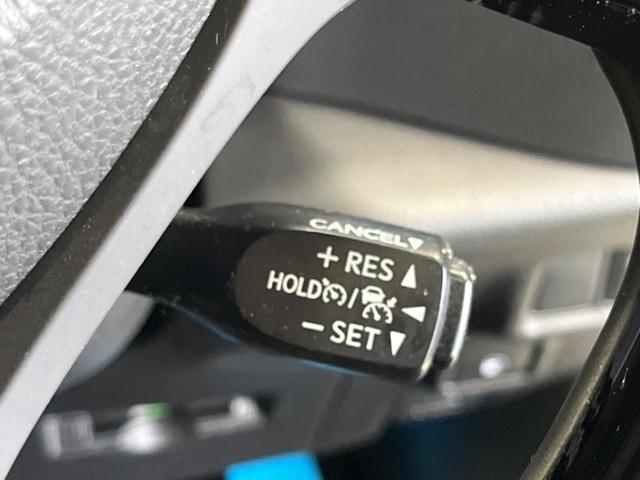 CANCEL▼
+ RES ▲
HOLD / ◀
− SET ▼